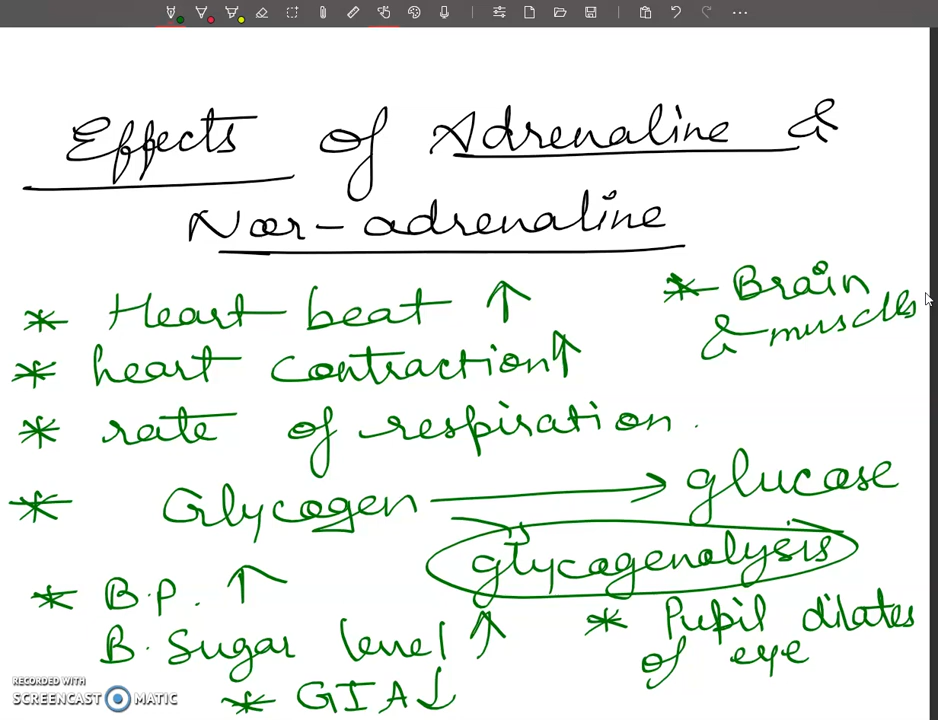 Effects of Adrenaline &
Nor-adrenaline
* Heart beat ↑
* Brain
& muscles
* heart contraction ↑
* rate of respiration.
* Glycogen → glucose
glycogenolysis
* B.P. ↑
B. Sugar level ↑
* Pupil dilates
of eye
* GIA ↓
RECORDED WITH
SCREENCAST MATIC